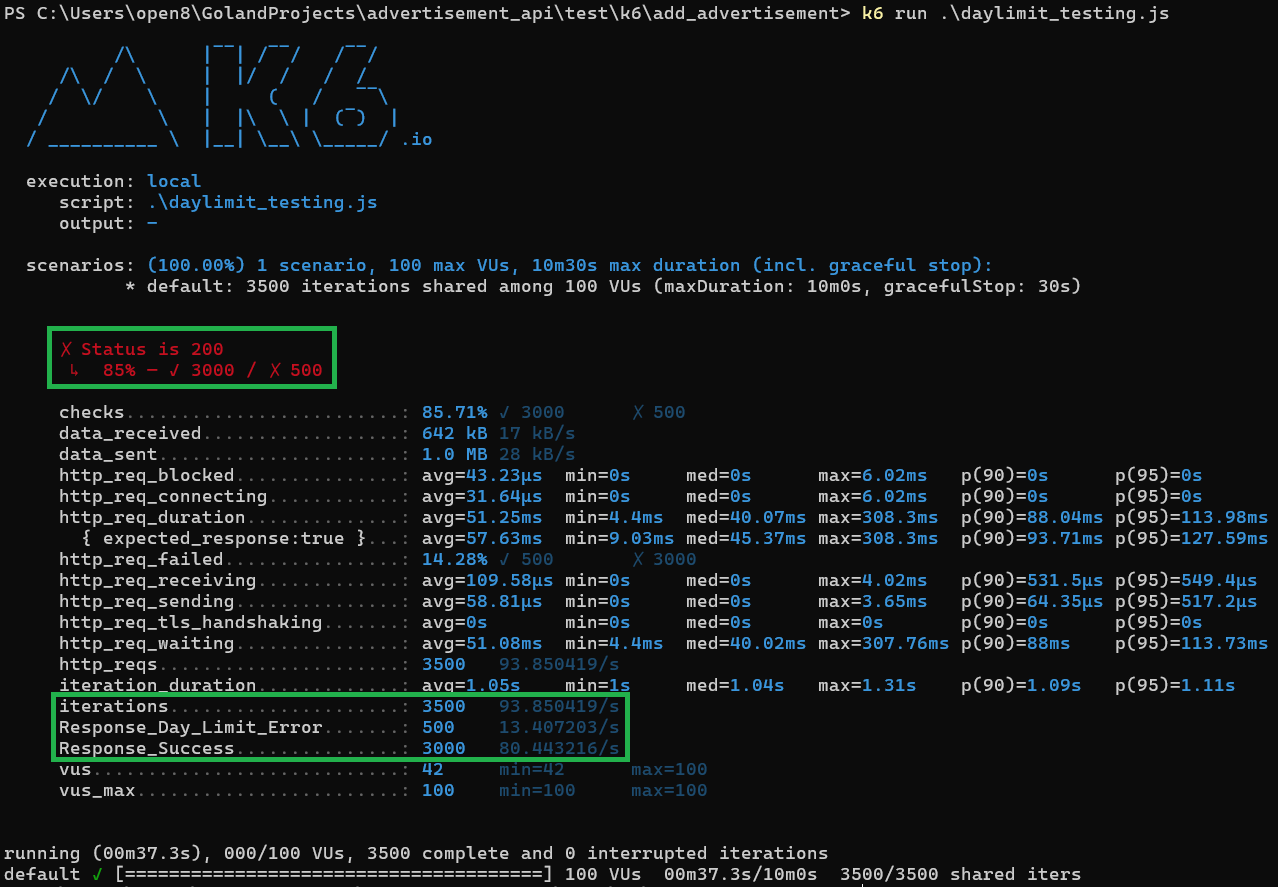 PS C:\Users\open8\GolandProjects\advertisement_api\test\k6\add_advertisement> k6 run .\daylimit_testing.js
          /\      |‾‾| /‾‾/   /‾‾/
     /\  /  \     |  |/  /   /  /
    /  \/    \    |     (   /   ‾‾\
   /          \   |  |\  \ |  (‾)  |
  / __________ \  |__| \__\ \_____/ .io
execution: local
script: .\daylimit_testing.js
output: -
scenarios: (100.00%) 1 scenario, 100 max VUs, 10m30s max duration (incl. graceful stop):
* default: 3500 iterations shared among 100 VUs (maxDuration: 10m0s, gracefulStop: 30s)
✗ Status is 200
↳ 85% — ✓ 3000 / ✗ 500
checks.........................: 85.71% ✓ 3000 ✗ 500
data_received..................: 642 kB 17 kB/s
data_sent......................: 1.0 MB 28 kB/s
http_req_blocked...............: avg=43.23µs min=0s med=0s max=6.02ms p(90)=0s p(95)=0s
http_req_connecting............: avg=31.64µs min=0s med=0s max=6.02ms p(90)=0s p(95)=0s
http_req_duration..............: avg=51.25ms min=4.4ms med=40.07ms max=308.3ms p(90)=88.04ms p(95)=113.98ms
{ expected_response:true }...: avg=57.63ms min=9.03ms med=45.37ms max=308.3ms p(90)=93.71ms p(95)=127.59ms
http_req_failed................: 14.28% ✓ 500 ✗ 3000
http_req_receiving.............: avg=109.58µs min=0s med=0s max=4.02ms p(90)=531.5µs p(95)=549.4µs
http_req_sending...............: avg=58.81µs min=0s med=0s max=3.65ms p(90)=64.35µs p(95)=517.2µs
http_req_tls_handshaking.......: avg=0s min=0s med=0s max=0s p(90)=0s p(95)=0s
http_req_waiting...............: avg=51.08ms min=4.4ms med=40.02ms max=307.76ms p(90)=88ms p(95)=113.73ms
http_reqs......................: 3500 93.850419/s
iteration_duration.............: avg=1.05s min=1s med=1.04s max=1.31s p(90)=1.09s p(95)=1.11s
iterations.....................: 3500 93.850419/s
Response_Day_Limit_Error.......: 500 13.407203/s
Response_Success...............: 3000 80.443216/s
vus............................: 42 min=42 max=100
vus_max........................: 100 min=100 max=100
running (00m37.3s), 000/100 VUs, 3500 complete and 0 interrupted iterations
default ✓ [======================================] 100 VUs 00m37.3s/10m0s 3500/3500 shared iters